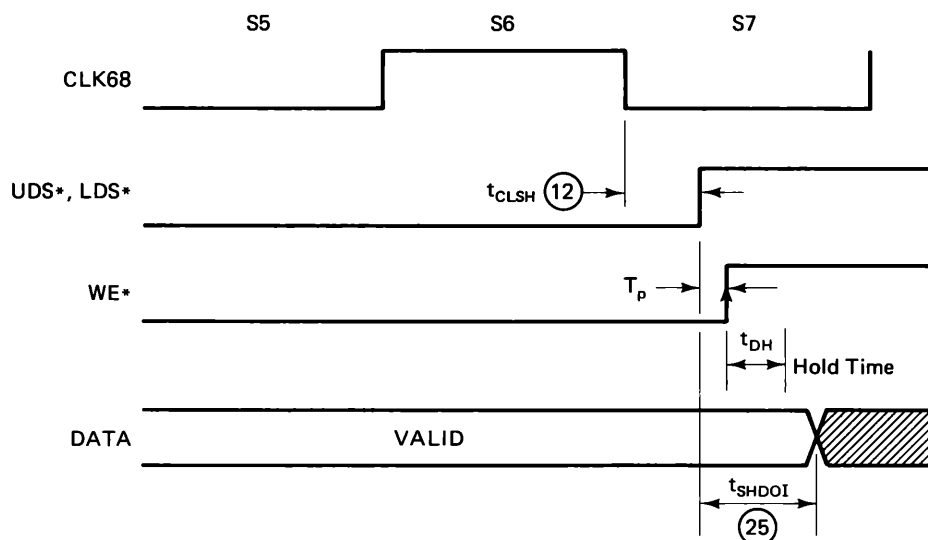 S5 S6 S7
CLK68
UDS*, LDS* t_CLSH 12
WE* T_p
t_DH Hold Time
DATA VALID
t_SHDOI
25